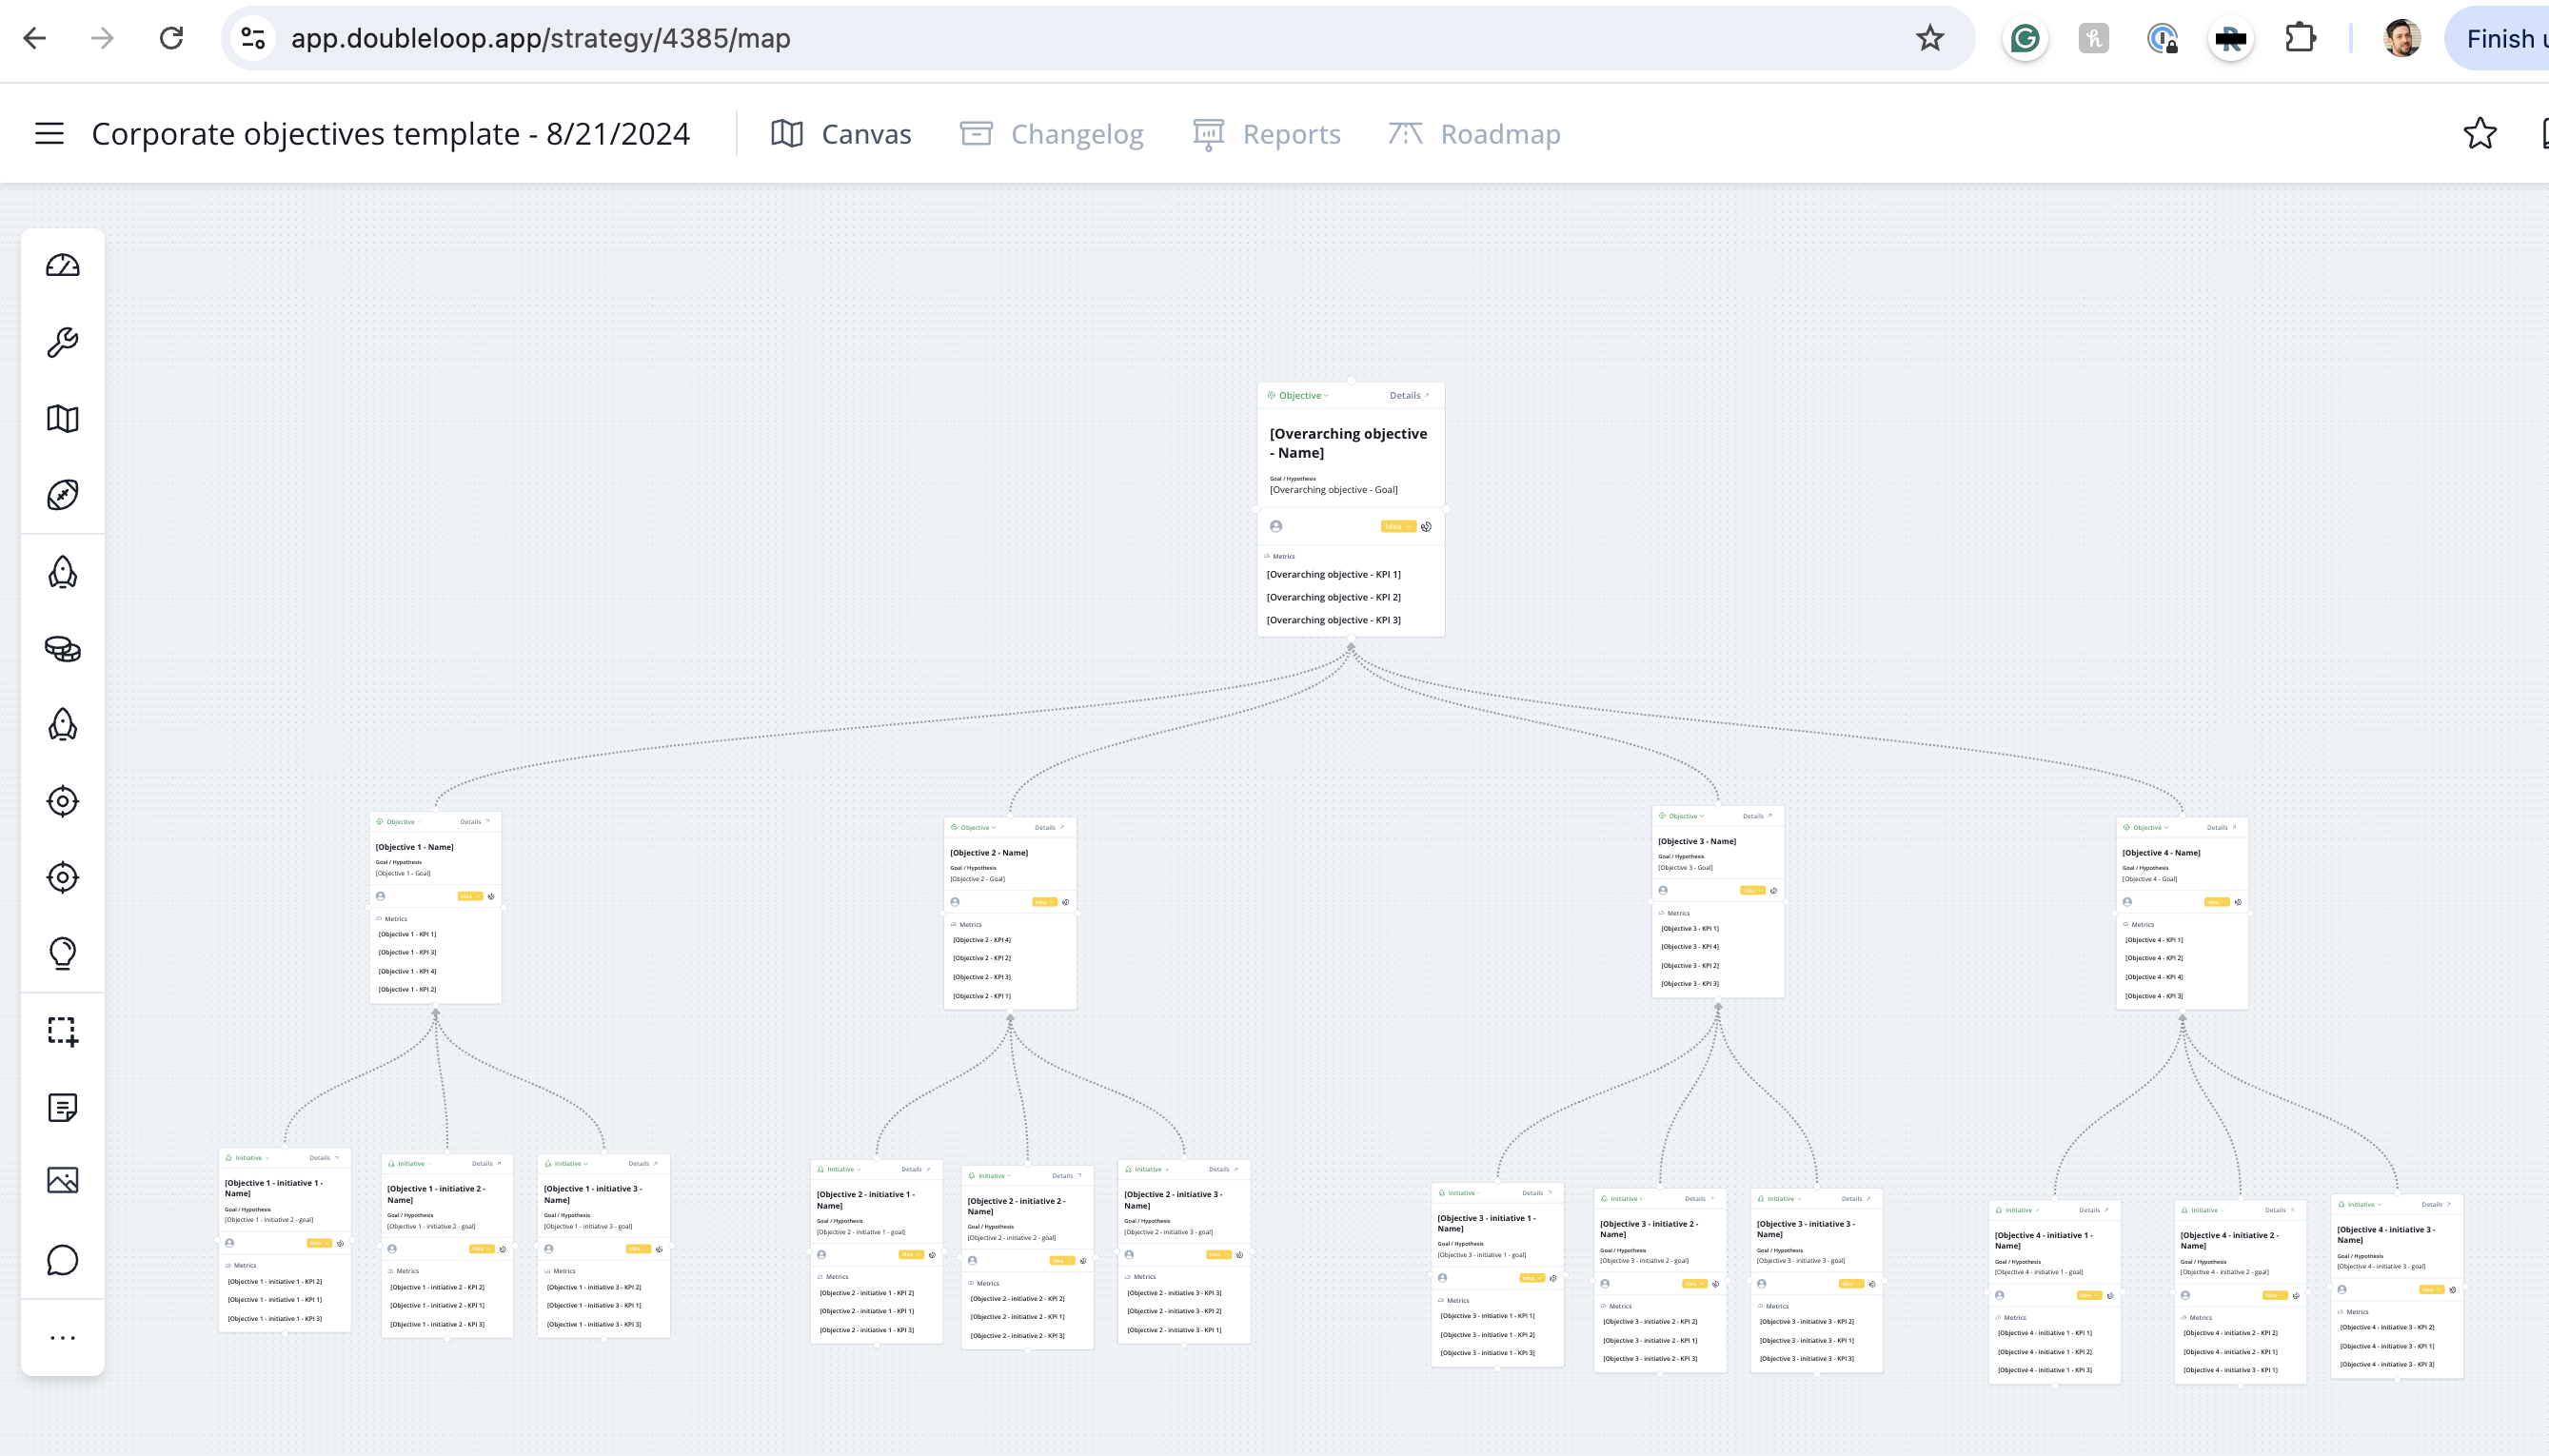 app.doubleloop.app/strategy/4385/map
Finish u
Corporate objectives template - 8/21/2024
Canvas
Changelog
Reports
Roadmap
Objective
Details
[Overarching objective
- Name]
Goal / Hypothesis
[Overarching objective - Goal]
Idea
Metrics
[Overarching objective - KPI 1]
[Overarching objective - KPI 2]
[Overarching objective - KPI 3]
Objective
Details
[Objective 1 - Name]
Goal / Hypothesis
[Objective 1 - Goal]
Idea
Metrics
[Objective 1 - KPI 1]
[Objective 1 - KPI 3]
[Objective 1 - KPI 4]
[Objective 1 - KPI 2]
Objective
Details
[Objective 2 - Name]
Goal / Hypothesis
[Objective 2 - Goal]
Idea
Metrics
[Objective 2 - KPI 4]
[Objective 2 - KPI 2]
[Objective 2 - KPI 3]
[Objective 2 - KPI 1]
Objective
Details
[Objective 3 - Name]
Goal / Hypothesis
[Objective 3 - Goal]
Idea
Metrics
[Objective 3 - KPI 1]
[Objective 3 - KPI 4]
[Objective 3 - KPI 2]
[Objective 3 - KPI 3]
Objective
Details
[Objective 4 - Name]
Goal / Hypothesis
[Objective 4 - Goal]
Idea
Metrics
[Objective 4 - KPI 1]
[Objective 4 - KPI 2]
[Objective 4 - KPI 4]
[Objective 4 - KPI 3]
Initiative
Details
[Objective 1 - initiative 1 -
Name]
Goal / Hypothesis
[Objective 1 - initiative 2 - goal]
Idea
Metrics
[Objective 1 - initiative 1 - KPI 2]
[Objective 1 - initiative 1 - KPI 1]
[Objective 1 - initiative 1 - KPI 3]
Initiative
Details
[Objective 1 - initiative 2 -
Name]
Goal / Hypothesis
[Objective 1 - initiative 2 - goal]
Idea
Metrics
[Objective 1 - initiative 2 - KPI 2]
[Objective 1 - initiative 2 - KPI 1]
[Objective 1 - initiative 2 - KPI 3]
Initiative
Details
[Objective 1 - initiative 3 -
Name]
Goal / Hypothesis
[Objective 1 - initiative 3 - goal]
Idea
Metrics
[Objective 1 - initiative 3 - KPI 2]
[Objective 1 - initiative 3 - KPI 1]
[Objective 1 - initiative 3 - KPI 3]
Initiative
Details
[Objective 2 - initiative 1 -
Name]
Goal / Hypothesis
[Objective 2 - initiative 1 - goal]
Idea
Metrics
[Objective 2 - initiative 1 - KPI 2]
[Objective 2 - initiative 1 - KPI 1]
[Objective 2 - initiative 1 - KPI 3]
Initiative
Details
[Objective 2 - initiative 2 -
Name]
Goal / Hypothesis
[Objective 2 - initiative 2 - goal]
Idea
Metrics
[Objective 2 - initiative 2 - KPI 2]
[Objective 2 - initiative 2 - KPI 1]
[Objective 2 - initiative 2 - KPI 3]
Initiative
Details
[Objective 2 - initiative 3 -
Name]
Goal / Hypothesis
[Objective 2 - initiative 3 - goal]
Idea
Metrics
[Objective 2 - initiative 3 - KPI 3]
[Objective 2 - initiative 3 - KPI 2]
[Objective 2 - initiative 3 - KPI 1]
Initiative
Details
[Objective 3 - initiative 1 -
Name]
Goal / Hypothesis
[Objective 3 - initiative 1 - goal]
Idea
Metrics
[Objective 3 - initiative 1 - KPI 1]
[Objective 3 - initiative 1 - KPI 2]
[Objective 3 - initiative 1 - KPI 3]
Initiative
Details
[Objective 3 - initiative 2 -
Name]
Goal / Hypothesis
[Objective 3 - initiative 2 - goal]
Idea
Metrics
[Objective 3 - initiative 2 - KPI 2]
[Objective 3 - initiative 2 - KPI 1]
[Objective 3 - initiative 2 - KPI 3]
Initiative
Details
[Objective 3 - initiative 3 -
Name]
Goal / Hypothesis
[Objective 3 - initiative 3 - goal]
Idea
Metrics
[Objective 3 - initiative 3 - KPI 2]
[Objective 3 - initiative 3 - KPI 1]
[Objective 3 - initiative 3 - KPI 3]
Initiative
Details
[Objective 4 - initiative 1 -
Name]
Goal / Hypothesis
[Objective 4 - initiative 1 - goal]
Idea
Metrics
[Objective 4 - initiative 1 - KPI 1]
[Objective 4 - initiative 1 - KPI 2]
[Objective 4 - initiative 1 - KPI 3]
Initiative
Details
[Objective 4 - initiative 2 -
Name]
Goal / Hypothesis
[Objective 4 - initiative 2 - goal]
Idea
Metrics
[Objective 4 - initiative 2 - KPI 2]
[Objective 4 - initiative 2 - KPI 1]
[Objective 4 - initiative 3 - KPI 1]
Initiative
Details
[Objective 4 - initiative 3 -
Name]
Goal / Hypothesis
[Objective 4 - initiative 3 - goal]
Idea
Metrics
[Objective 4 - initiative 3 - KPI 2]
[Objective 4 - initiative 3 - KPI 1]
[Objective 4 - initiative 3 - KPI 3]